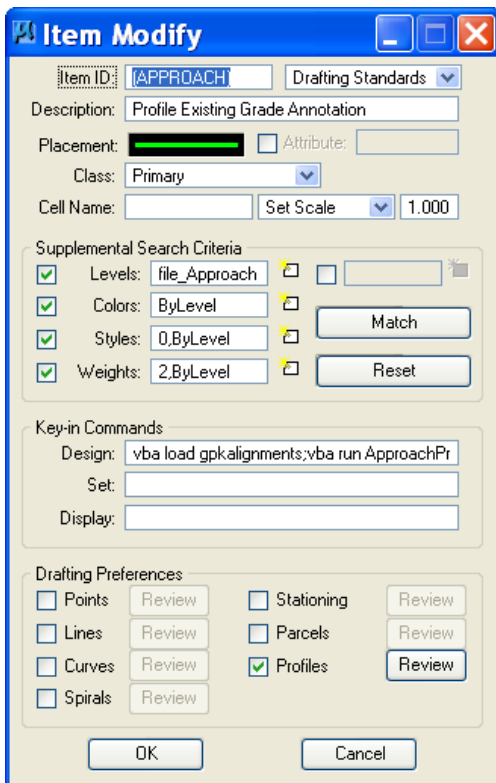 Item Modify
Item ID: (APPROACH) Drafting Standards
Description: Profile Existing Grade Annotation
Placement: Attribute:
Class: Primary
Cell Name: Set Scale 1.000
Supplemental Search Criteria
Levels: file_Approach
Colors: ByLevel
Match
Styles: 0,ByLevel
Weights: 2,ByLevel Reset
Key-in Commands
Design: vba load gpkalignments;vba run ApproachPr
Set:
Display:
Drafting Preferences
Points Review Stationing Review
Lines Review Parcels Review
Curves Review Profiles Review
Spirals Review
OK Cancel